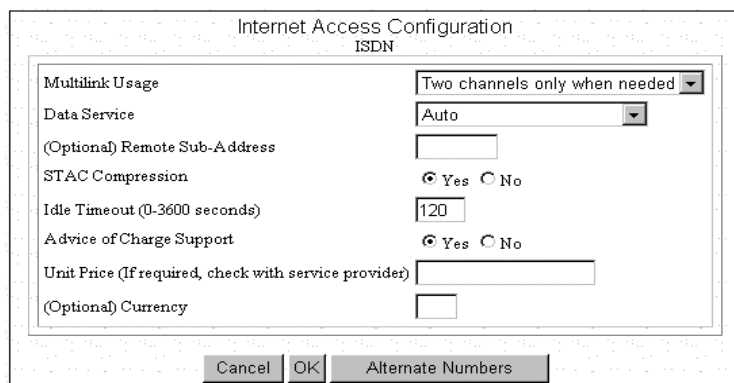 Internet Access Configuration
ISDN
Multilink Usage Two channels only when needed
Data Service Auto
(Optional) Remote Sub-Address
STAC Compression Yes No
Idle Timeout (0-3600 seconds) 120
Advice of Charge Support Yes No
Unit Price (If required, check with service provider)
(Optional) Currency
Cancel OK Alternate Numbers